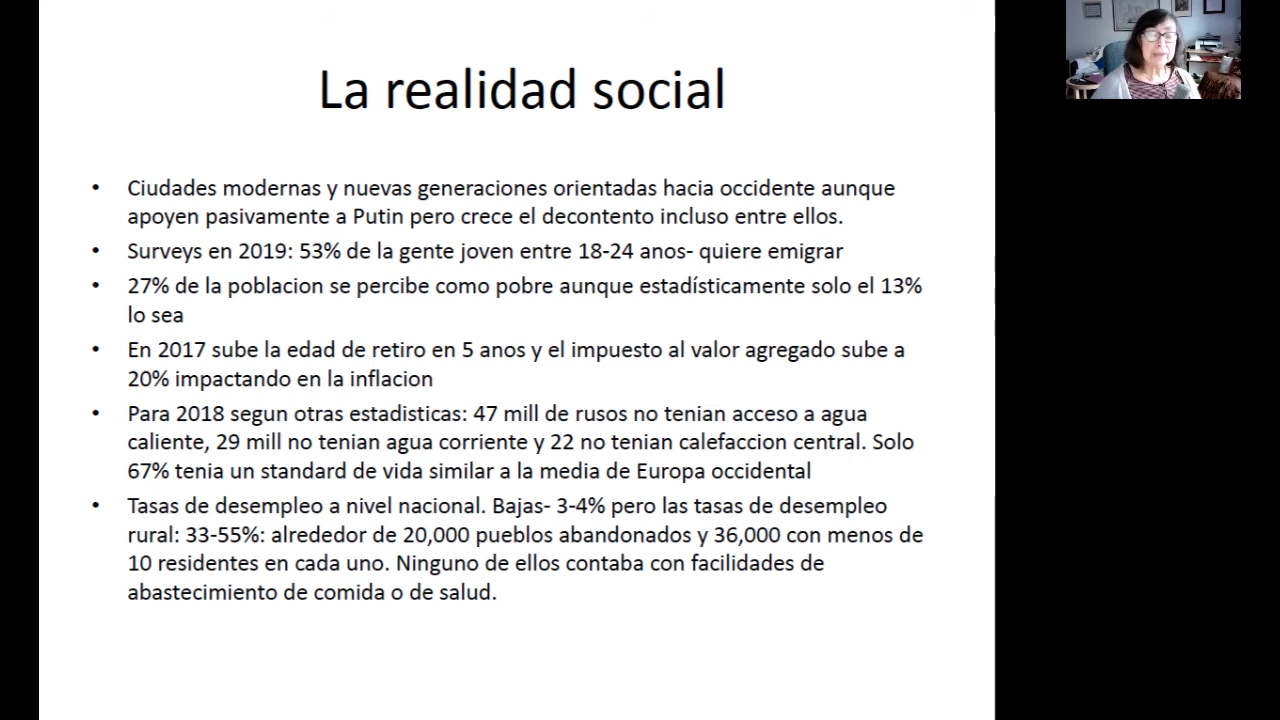 La realidad social
• Ciudades modernas y nuevas generaciones orientadas hacia occidente aunque
apoyen pasivamente a Putin pero crece el decontento incluso entre ellos.
• Surveys en 2019: 53% de la gente joven entre 18-24 anos- quiere emigrar
• 27% de la poblacion se percibe como pobre aunque estadísticamente solo el 13%
lo sea
• En 2017 sube la edad de retiro en 5 anos y el impuesto al valor agregado sube a
20% impactando en la inflacion
• Para 2018 segun otras estadisticas: 47 mill de rusos no tenian acceso a agua
caliente, 29 mill no tenian agua corriente y 22 no tenian calefaccion central. Solo
67% tenia un standard de vida similar a la media de Europa occidental
• Tasas de desempleo a nivel nacional. Bajas- 3-4% pero las tasas de desempleo
rural: 33-55%: alrededor de 20,000 pueblos abandonados y 36,000 con menos de
10 residentes en cada uno. Ninguno de ellos contaba con facilidades de
abastecimiento de comida o de salud.